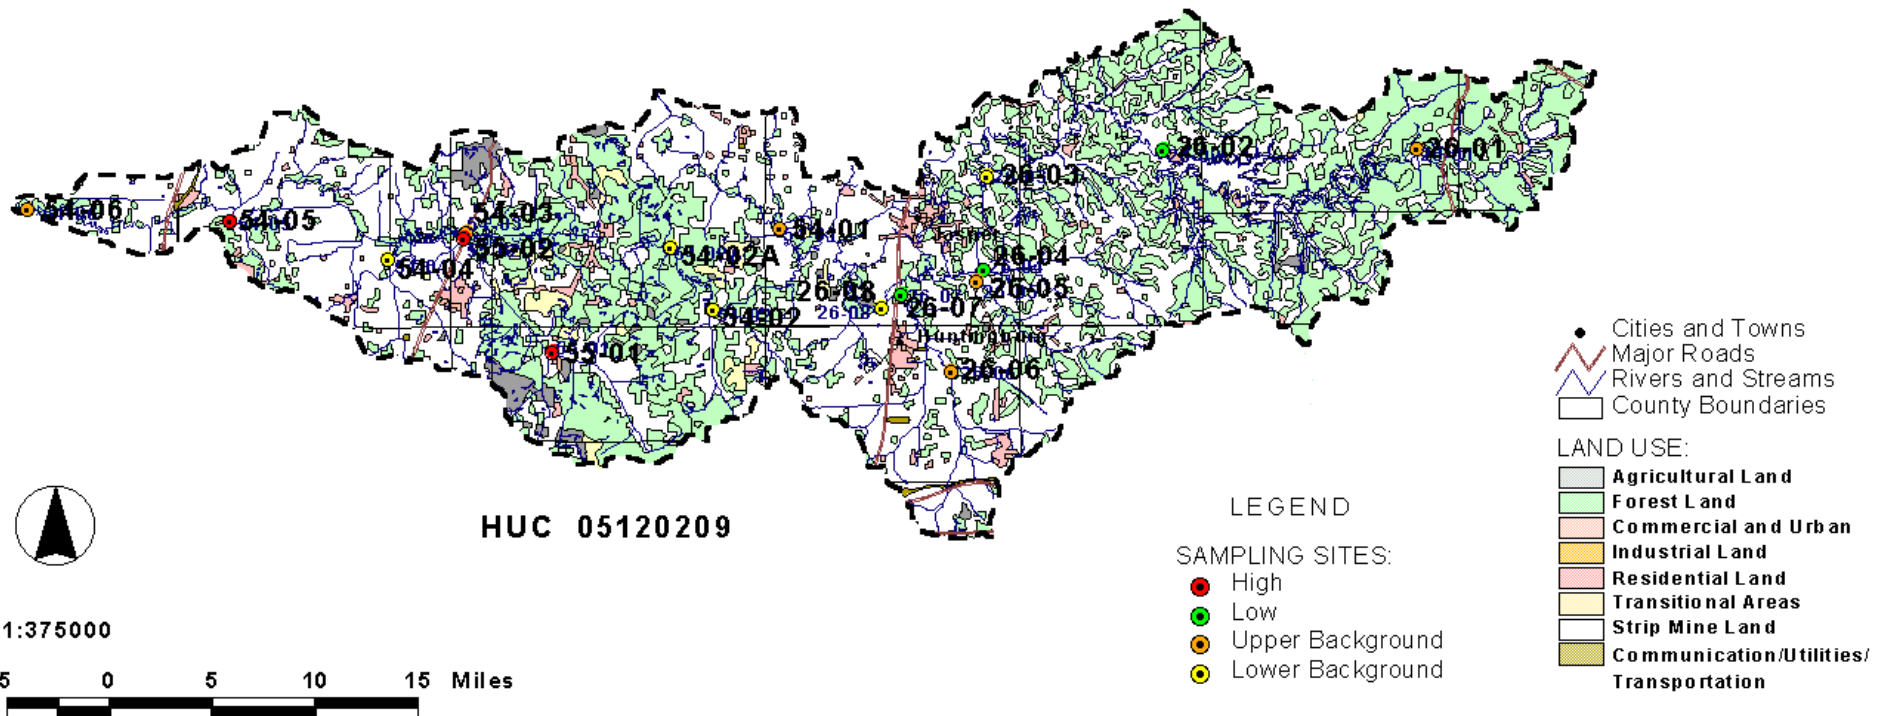 26-02
26-01
26-03
54-06
54-03
54-05
55-02
54-01
Jasper
54-02A
54-04
26-04
26-05
26-08
26-07
26-08
54-02
Huntingburg
55-01
26-06
Cities and Towns
Major Roads
Rivers and Streams
County Boundaries
LAND USE:
Agricultural Land
Forest Land
Commercial and Urban
Industrial Land
Residential Land
Transitional Areas
Strip Mine Land
Communication/Utilities/
Transportation
LEGEND
HUC 05120209
SAMPLING SITES:
High
Low
Upper Background
Lower Background
1:375000
5 0 5 10 15 Miles